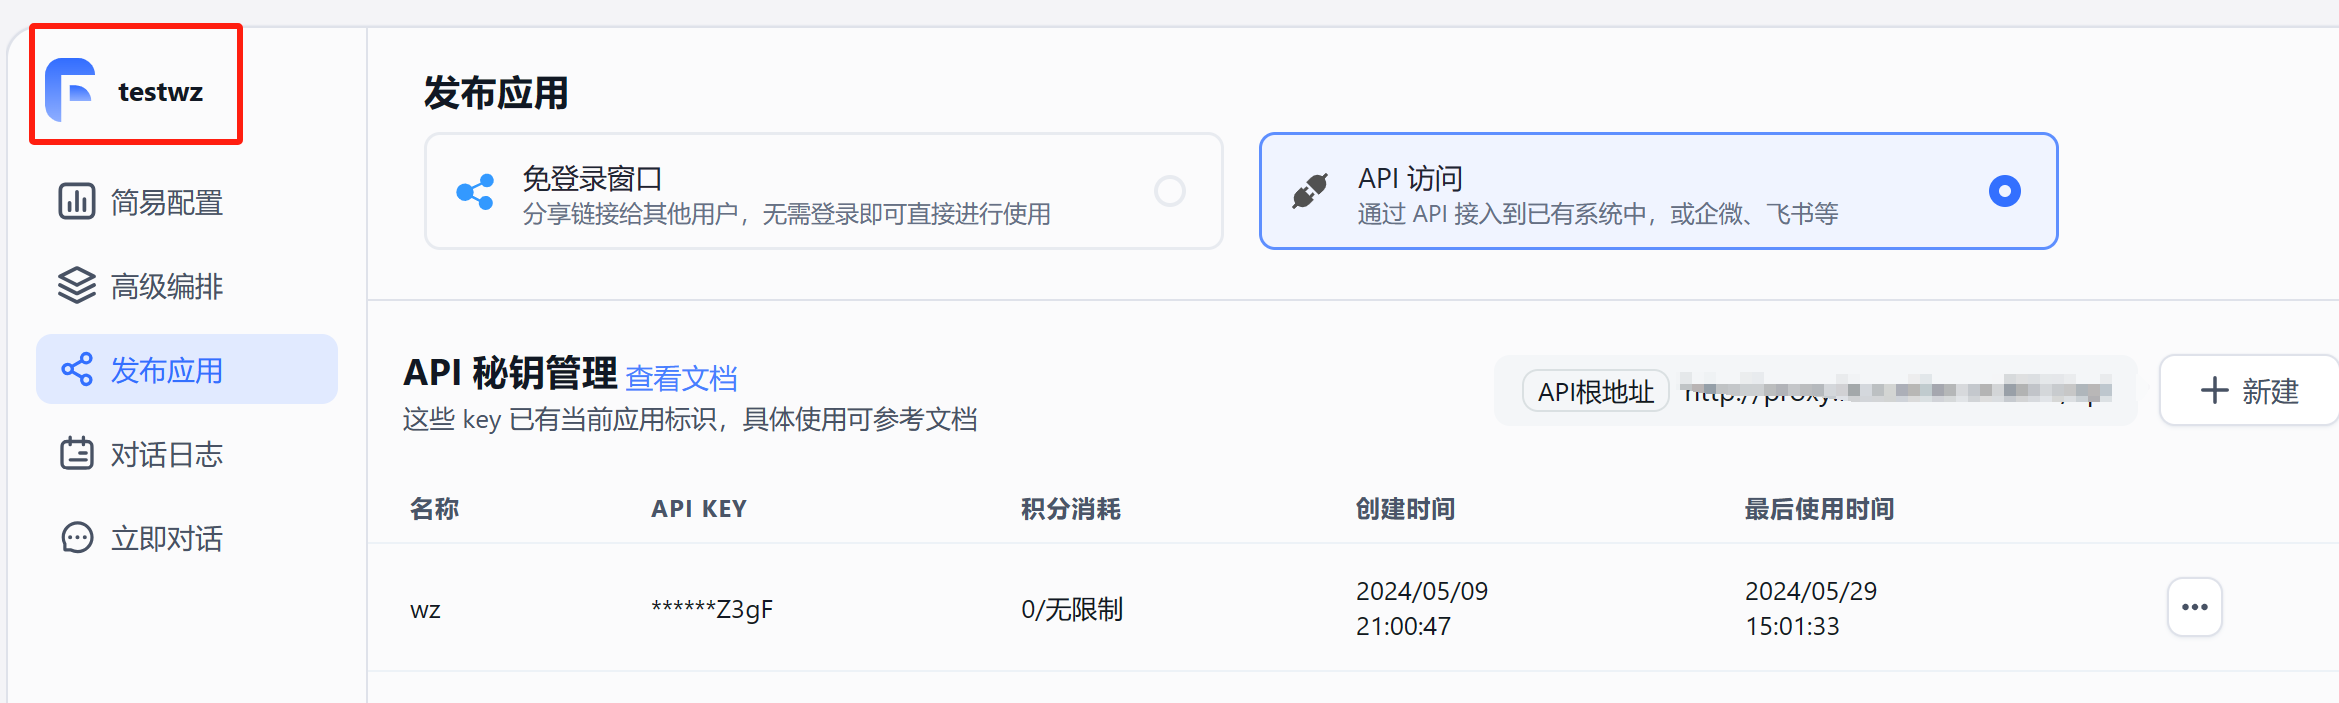 testwz
简易配置
高级编排
发布应用
对话日志
立即对话
发布应用
免登录窗口
分享链接给其他用户，无需登录即可直接进行使用
API 访问
通过 API 接入到已有系统中，或企微、飞书等
API 秘钥管理 查看文档
这些 key 已有当前应用标识，具体使用可参考文档
API根地址
新建
名称 API KEY 积分消耗 创建时间 最后使用时间
wz ******Z3gF 0/无限制 2024/05/09 2024/05/29
21:00:47 15:01:33